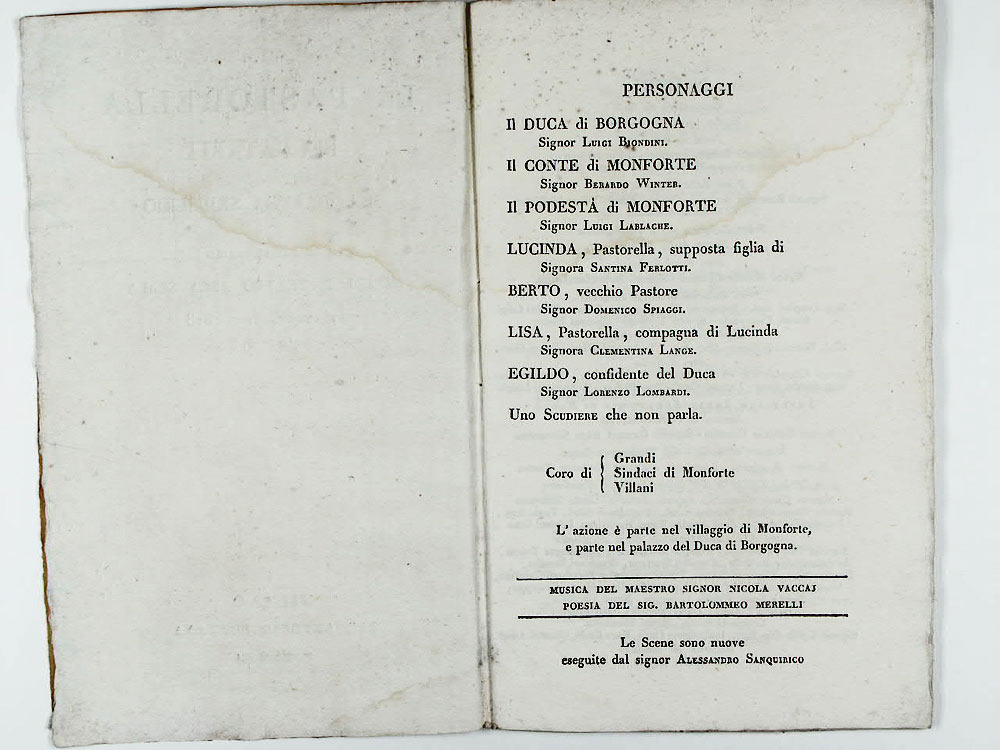 PERSONAGGI
Il DUCA di BORGOGNA
Signor Luigi Biondini.
Il CONTE di MONFORTE
Signor Berardo Winter.
Il PODESTÀ di MONFORTE
Signor Luigi Lablache.
LUCINDA, Pastorella, supposta figlia di
Signora Santina Ferlotti.
BERTO, vecchio Pastore
Signor Domenico Spiaggi.
LISA, Pastorella, compagna di Lucinda
Signora Clementina Lange.
EGILDO, confidente del Duca
Signor Lorenzo Lombardi.
Uno Scudiere che non parla.
Grandi
Coro di { Sindaci di Monforte
Villani
L' azione è parte nel villaggio di Monforte,
e parte nel palazzo del Duca di Borgogna.
MUSICA DEL MAESTRO SIGNOR NICOLA VACCAJ
POESIA DEL SIG. BARTOLOMMEO MERELLI
Le Scene sono nuove
eseguite dal signor Alessandro Sanquirico